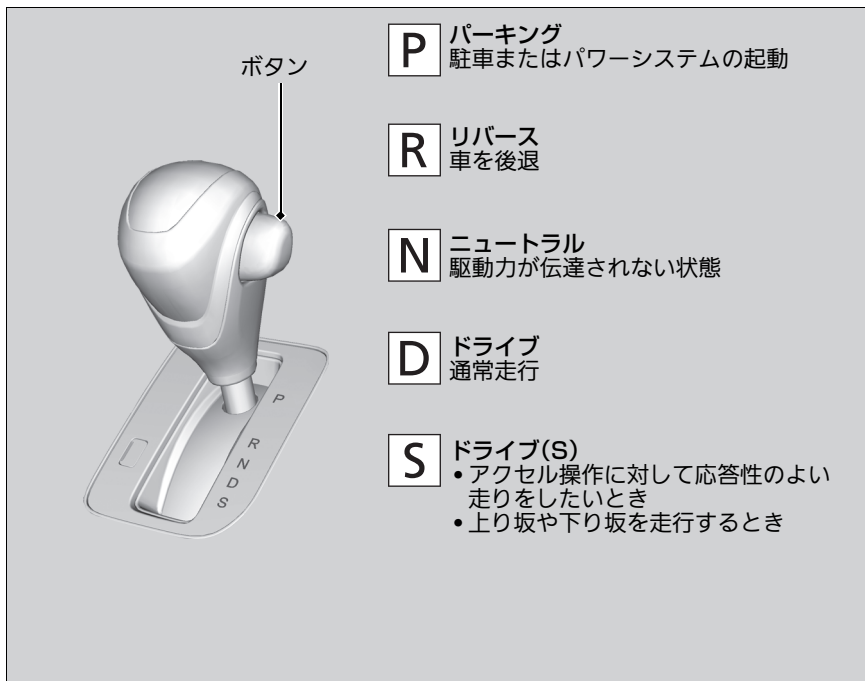 ボタン
P
パーキング
駐車またはパワーシステムの起動
R
リバース
車を後退
N
ニュートラル
駆動力が伝達されない状態
D
ドライブ
通常走行
S
ドライブ(S)
•アクセル操作に対して応答性のよい
走りをしたいとき
•上り坂や下り坂を走行するとき
P
R
N
D
S